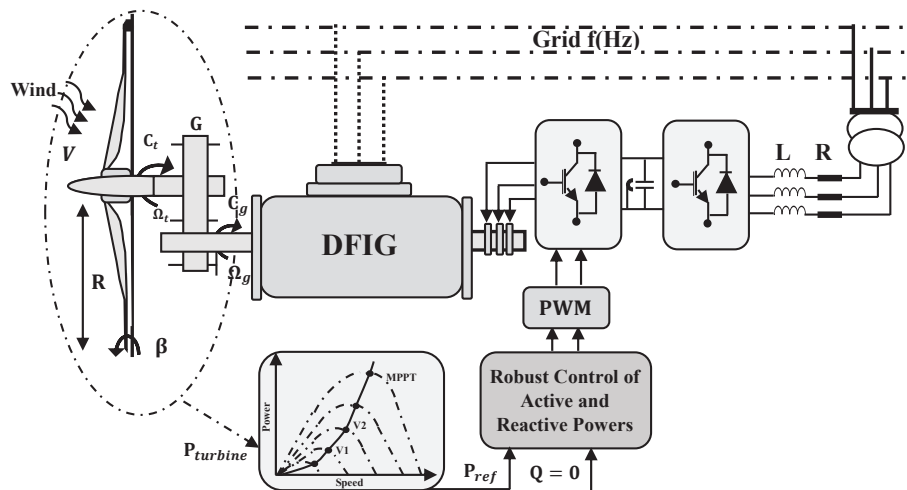 Grid f(Hz)
Wind
V
C_t
G
Ω_t
C_g
Ω_g
R
β
DFIG
L R
PWM
Robust Control of
Active and
Reactive Powers
P_turbine
Power
MPPT
V2
V1
Speed
P_ref
Q = 0